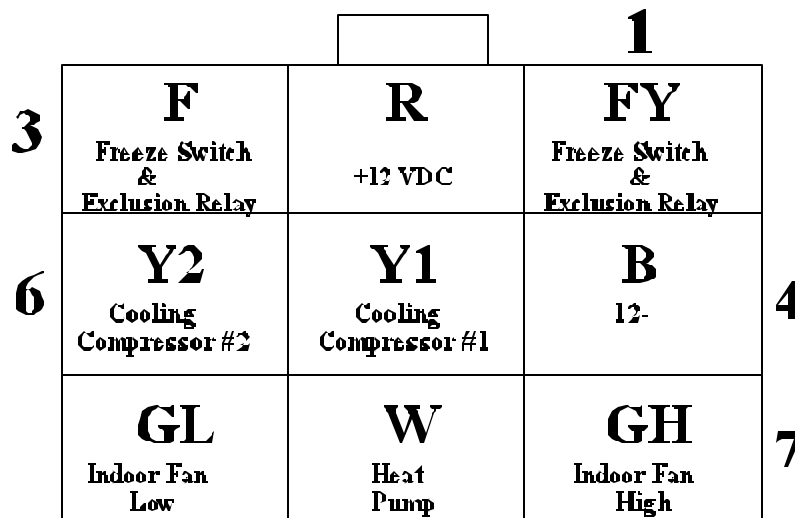 1
3
F
R
FY
Freeze Switch
&
Exclusion Relay
+12 VDC
Freeze Switch
&
Exclusion Relay
6
Y2
Y1
B
4
Cooling
Compressor #2
Cooling
Compressor #1
12-
GL
W
GH
7
Indoor Fan
Low
Heat
Pump
Indoor Fan
High